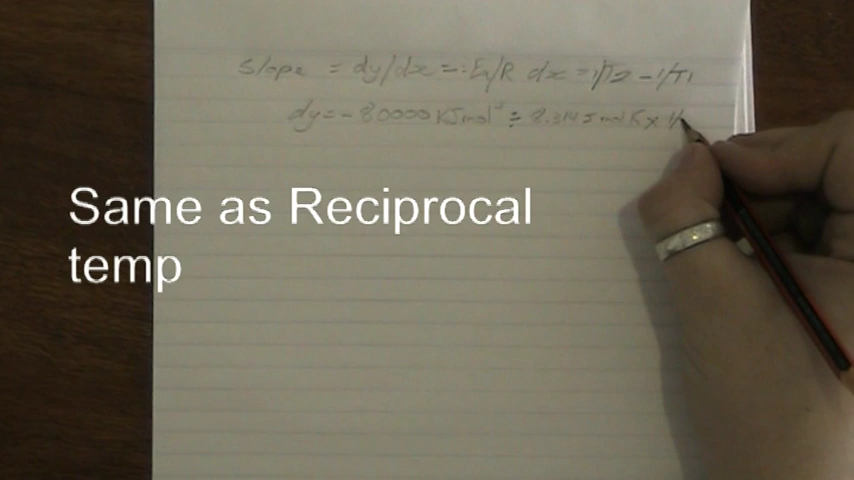 Slope = dy/dx = -Ea/R dx = 1/T2 - 1/T1
dy = - 80000 KJmol⁻¹ ÷ 8.314 J mol K x 1/
Same as Reciprocal
temp